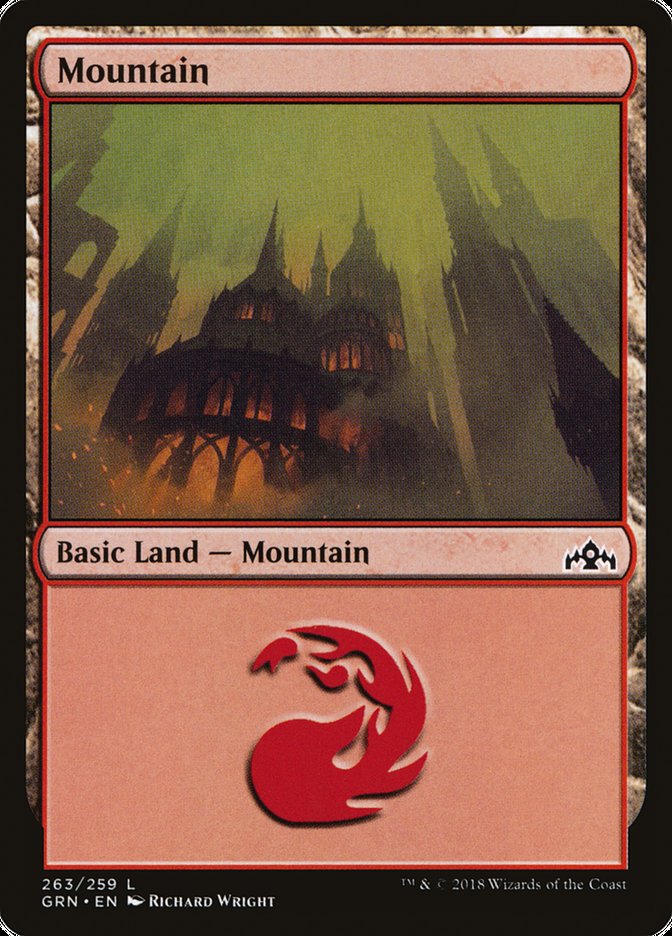 Mountain
Basic Land — Mountain
263/259 L
GRN • EN RICHARD WRIGHT
™ & © 2018 Wizards of the Coast